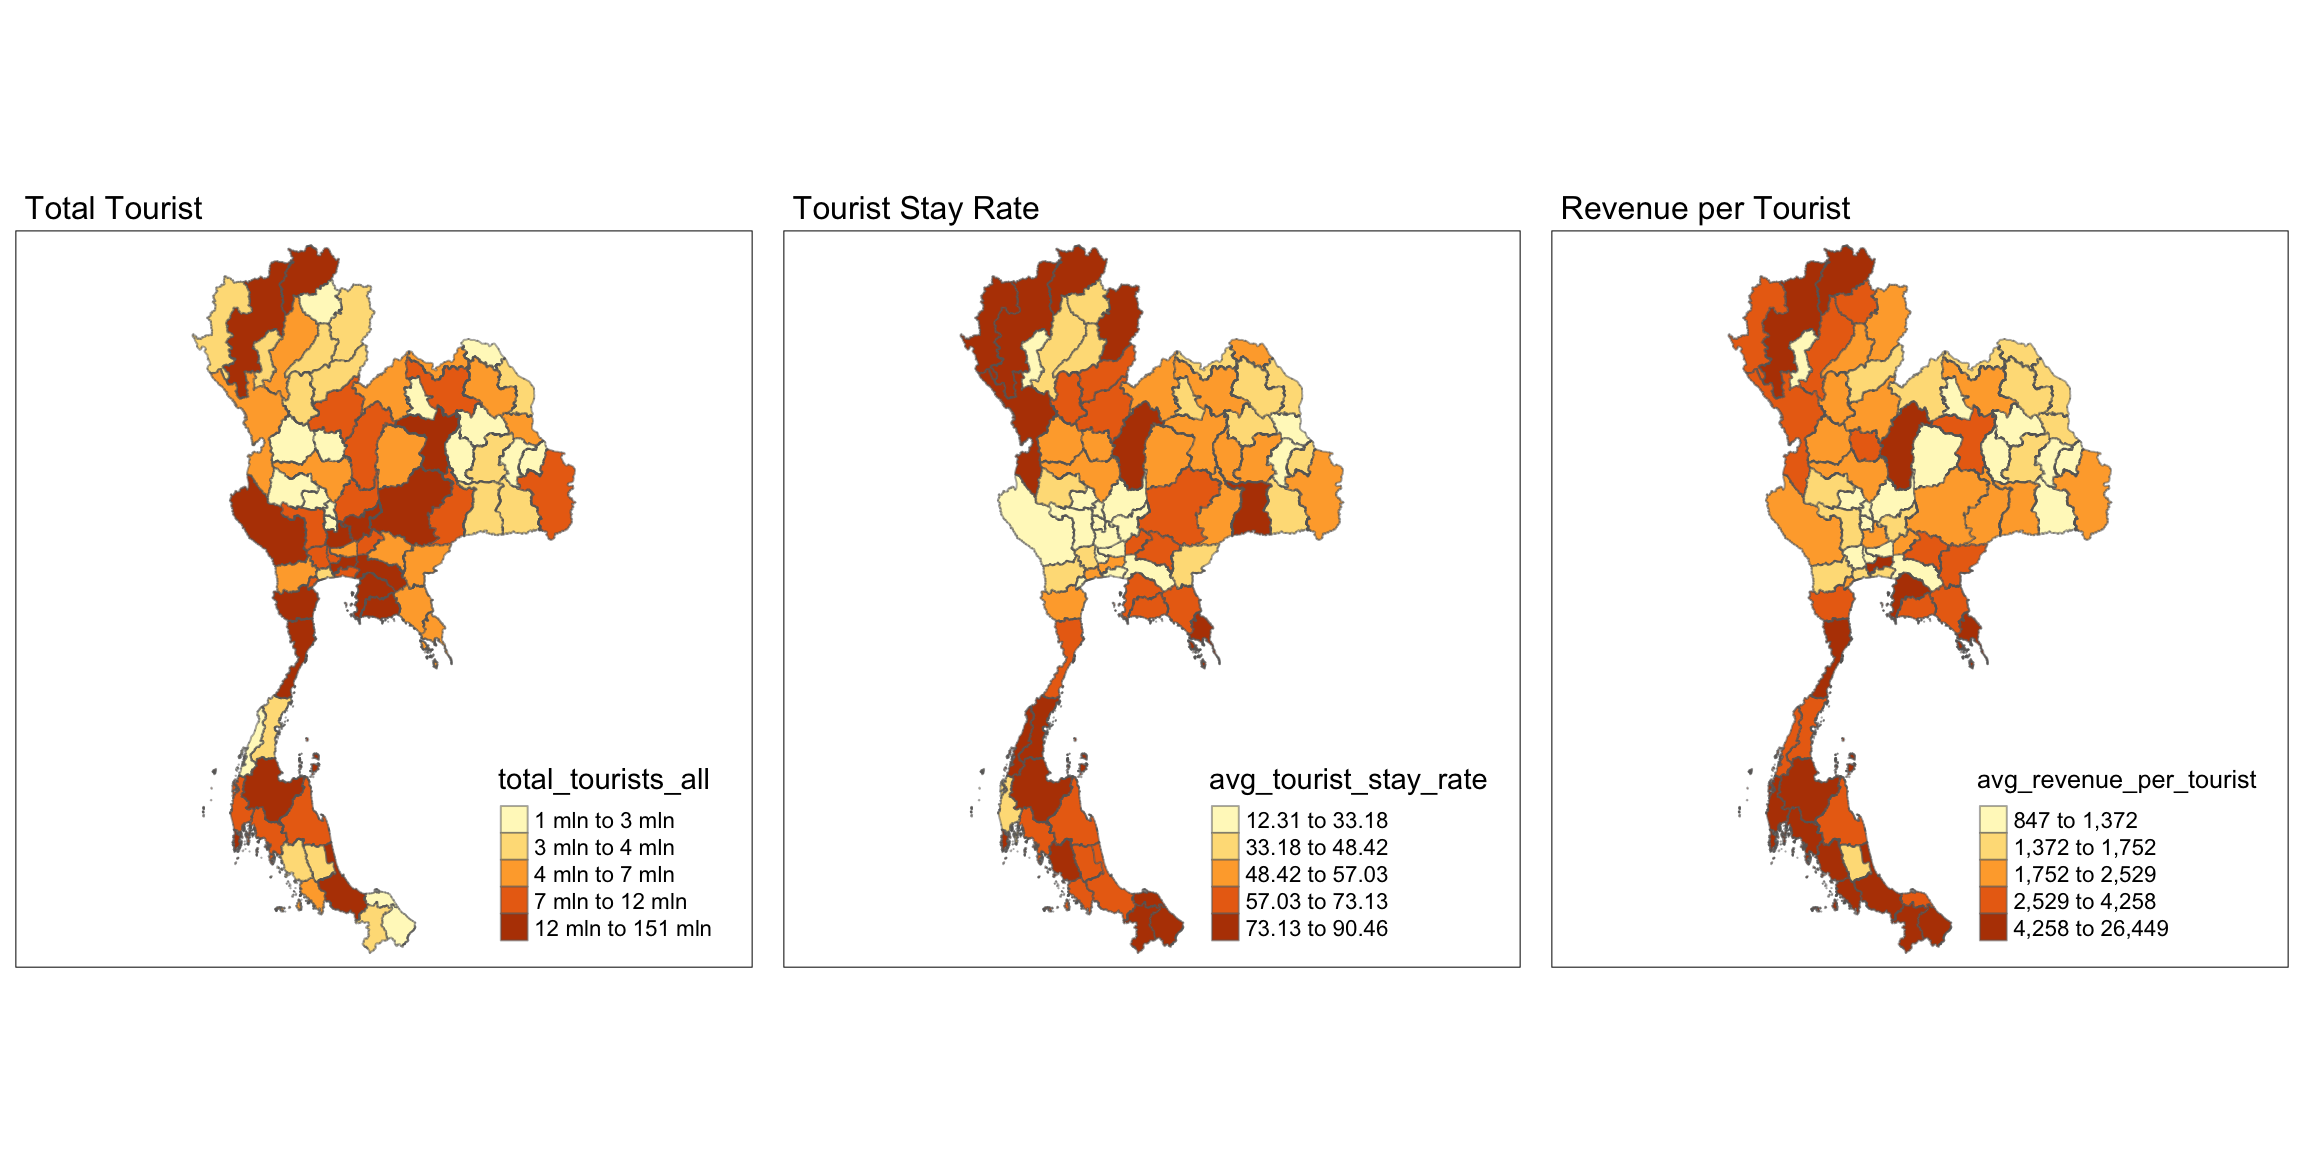 Total Tourist
total_tourists_all
1 mln to 3 mln
3 mln to 4 mln
4 mln to 7 mln
7 mln to 12 mln
12 mln to 151 mln
Tourist Stay Rate
avg_tourist_stay_rate
12.31 to 33.18
33.18 to 48.42
48.42 to 57.03
57.03 to 73.13
73.13 to 90.46
Revenue per Tourist
avg_revenue_per_tourist
847 to 1,372
1,372 to 1,752
1,752 to 2,529
2,529 to 4,258
4,258 to 26,449